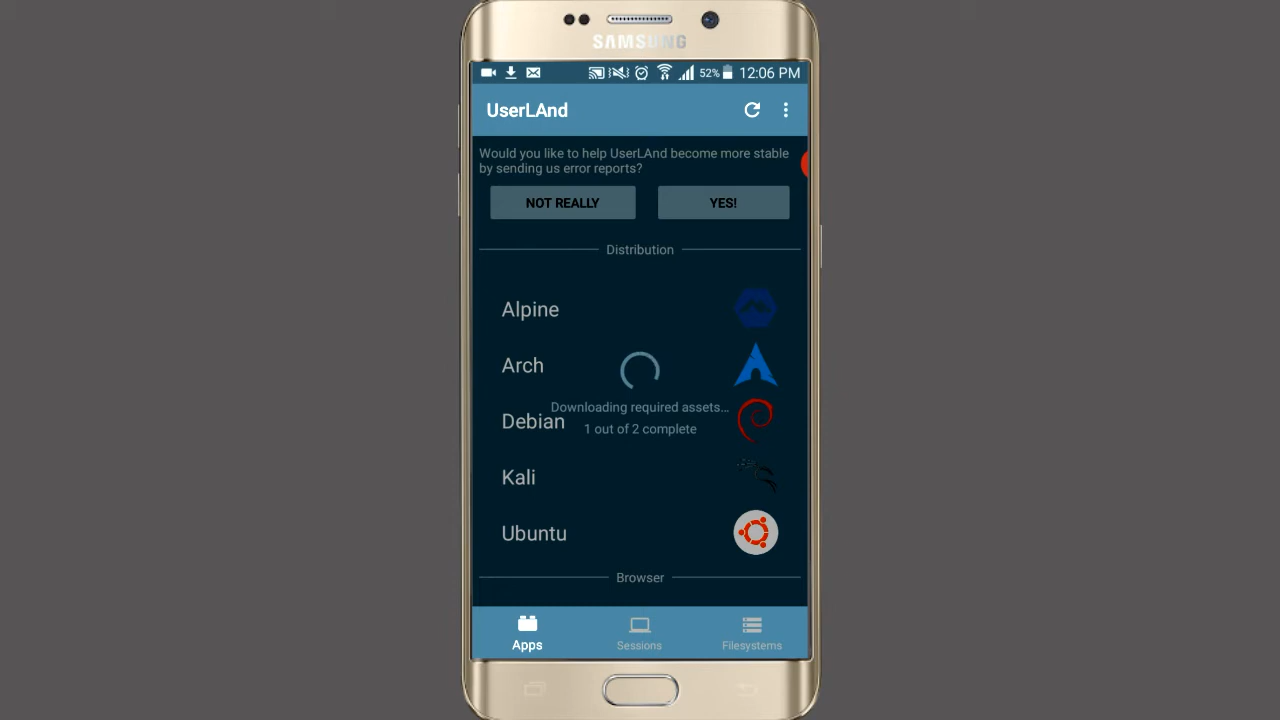 SAMSUNG
52% 12:06 PM
UserLAnd
Would you like to help UserLAnd become more stable
by sending us error reports?
NOT REALLY YES!
Distribution
Alpine
Arch
Downloading required assets...
Debian
1 out of 2 complete
Kali
Ubuntu
Browser
Apps Sessions Filesystems